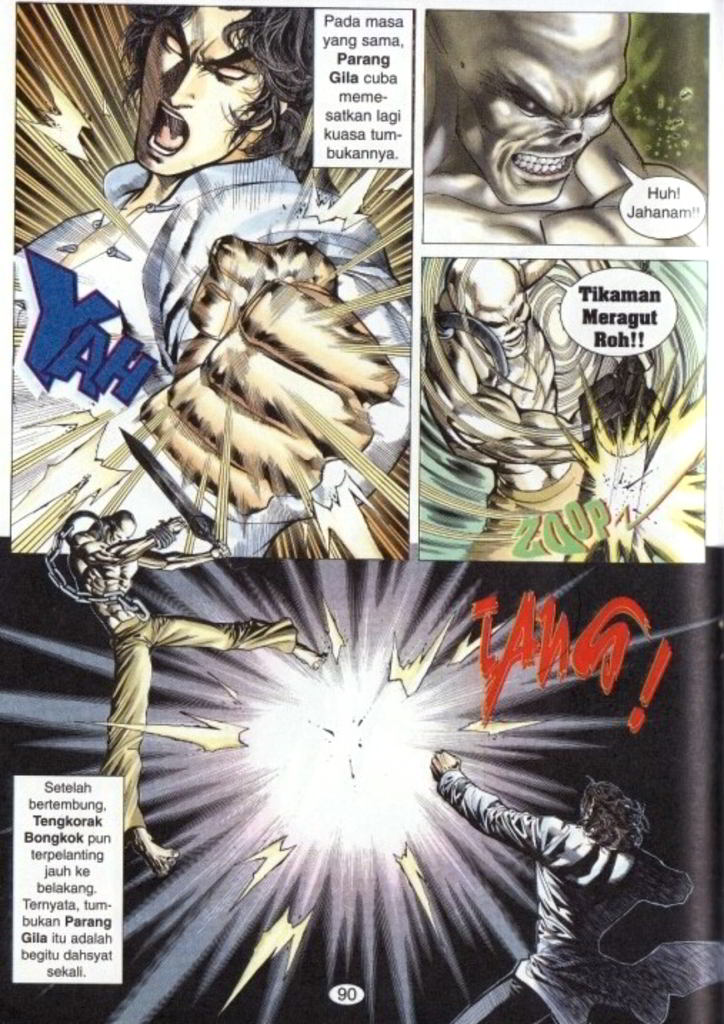 Pada masa
yang sama,
Parang
Gila cuba
meme-
satkan lagi
kuasa tum-
bukannya.
YAH
Huh!
Jahanam!!
Tikaman
Meragut
Roh!!
ZOOP
TANG!
Setelah
bertembung,
Tengkorak
Bongkok pun
terpelanting
jauh ke
belakang.
Ternyata, tum-
bukan Parang
Gila itu adalah
begitu dahsyat
sekali.
90